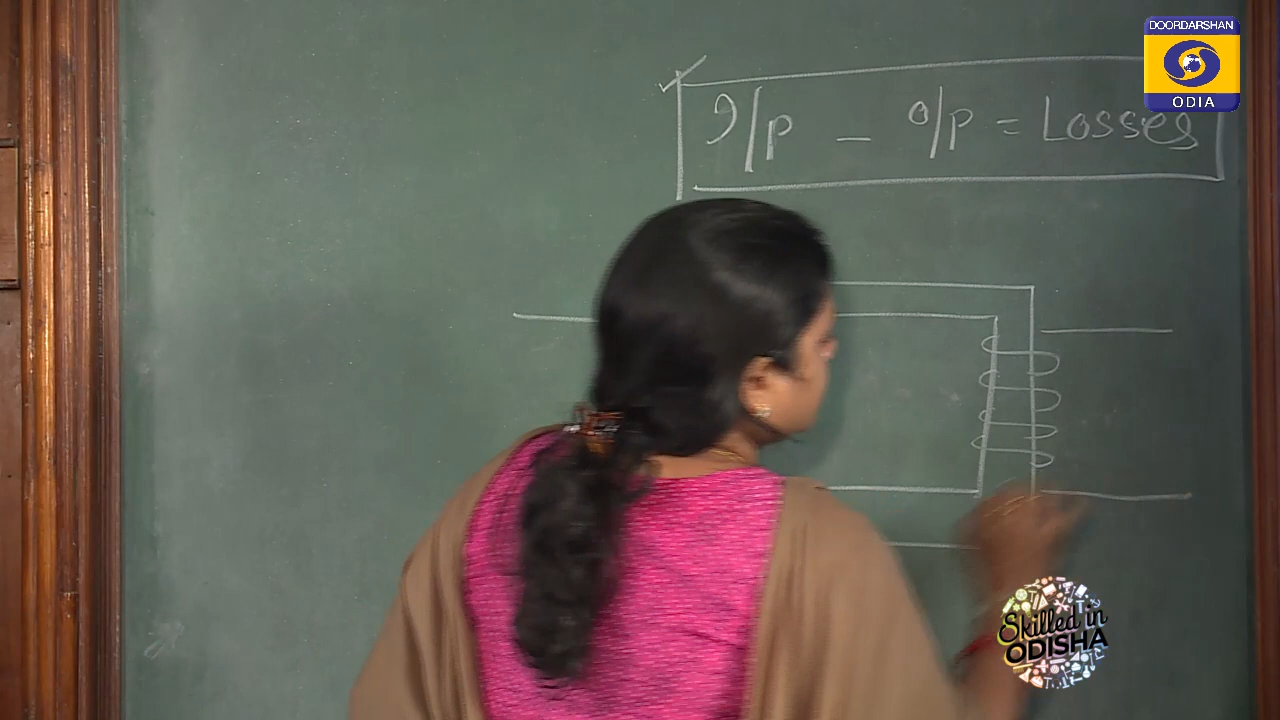 DOORDARSHAN
ODIA
I/p - o/p = Losses
Skilled in
ODISHA